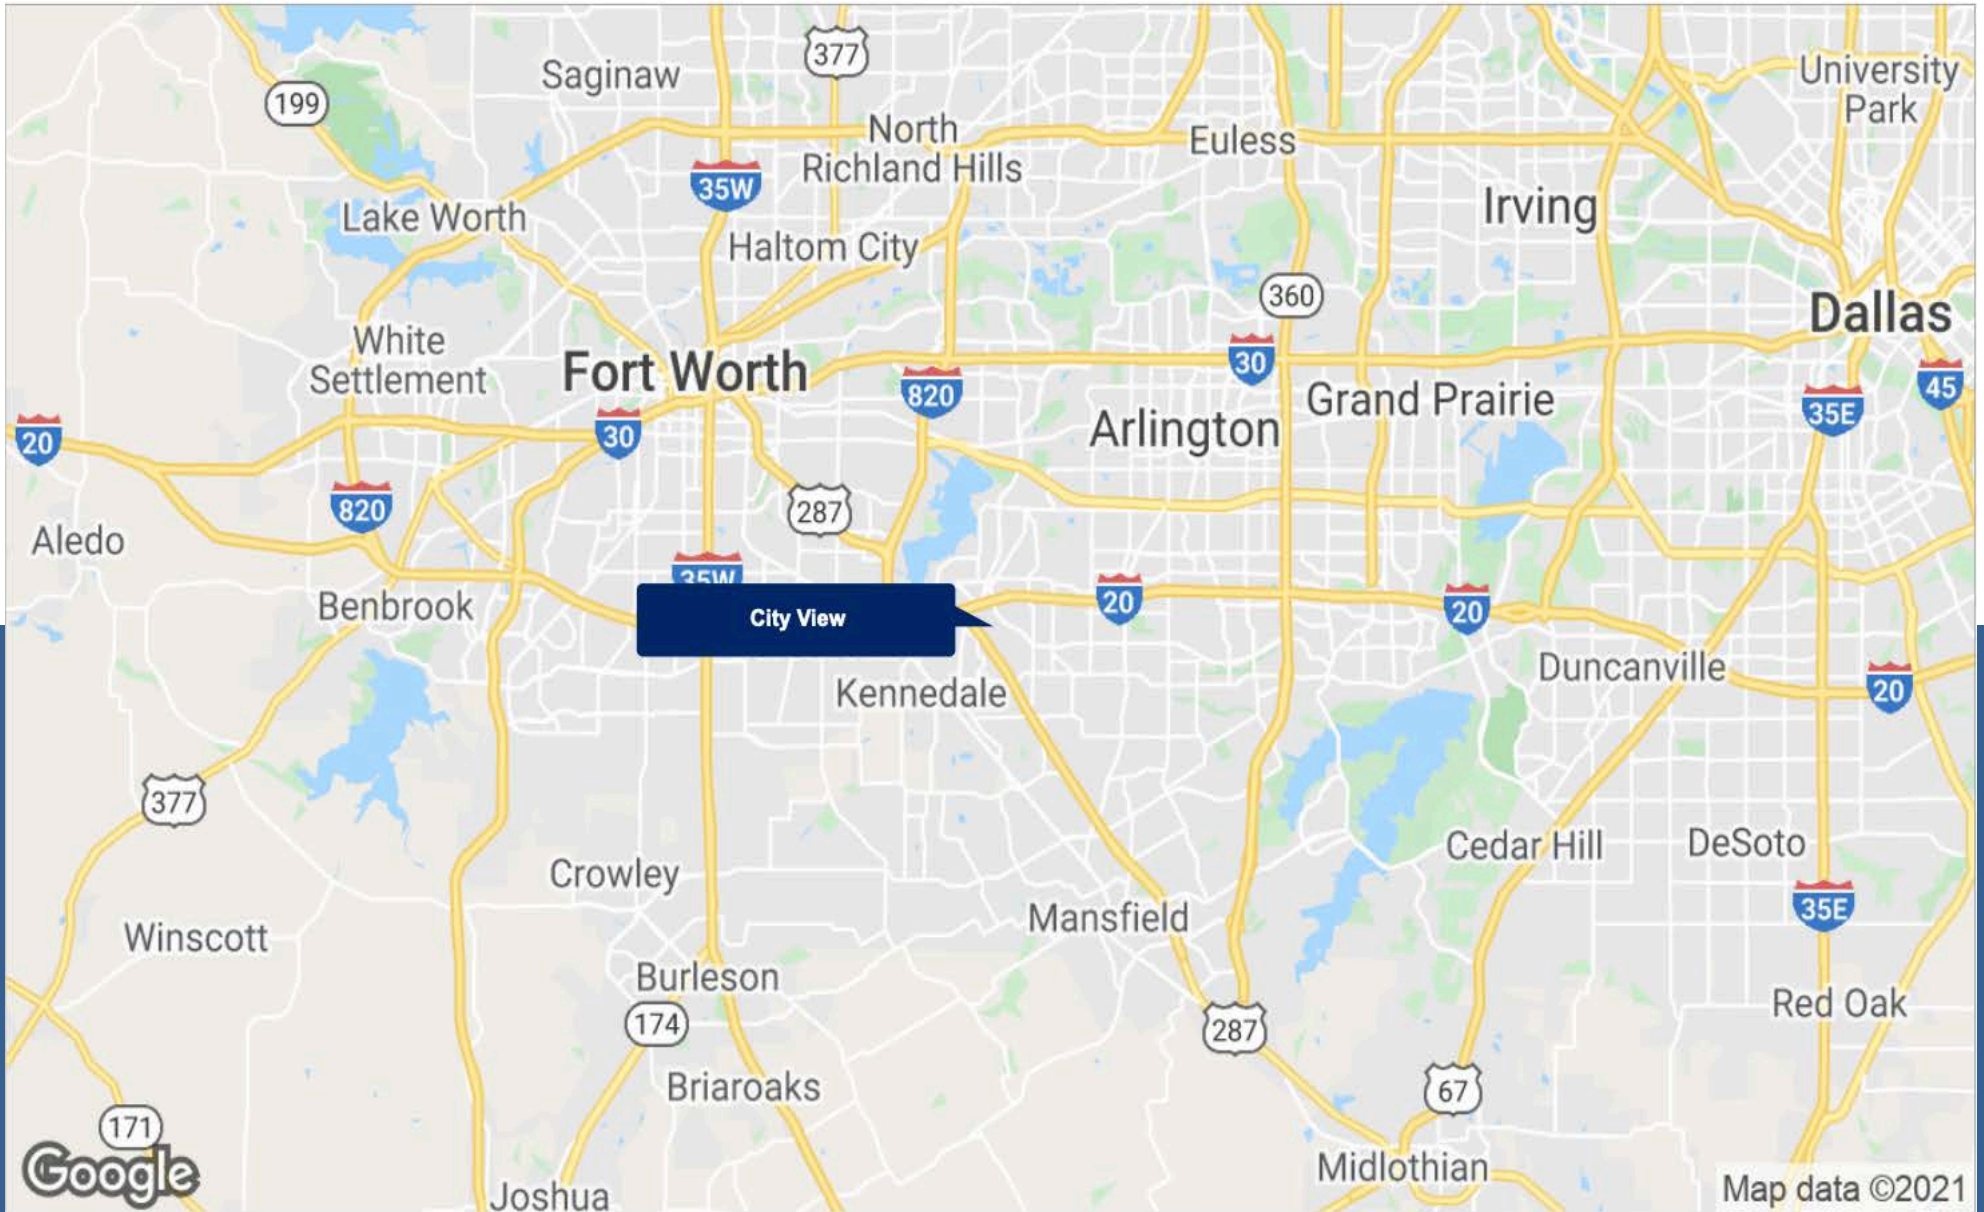 377
Saginaw
University
Park
199
North
Richland Hills
Euless
35W
Irving
Lake Worth
Haltom City
360
Dallas
White
Settlement
Fort Worth
30
820
45
Grand Prairie
35E
Arlington
20
30
820
287
Aledo
35W
City View
20
20
Benbrook
Duncanville
20
Kennedale
377
Cedar Hill
DeSoto
Crowley
35E
Mansfield
Winscott
Burleson
Red Oak
174
287
Briaroaks
67
171
Google
Midlothian
Map data ©2021
Joshua